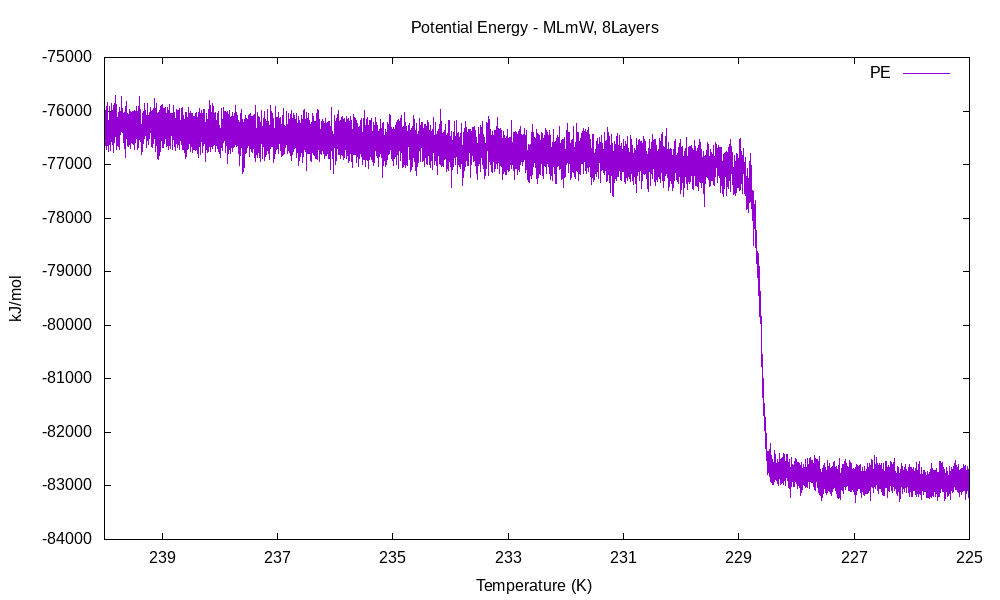 Potential Energy - MLmW, 8Layers
PE
-75000
-76000
-77000
-78000
-79000
-80000
-81000
-82000
-83000
-84000
kJ/mol
239 237 235 233 231 229 227 225
Temperature (K)